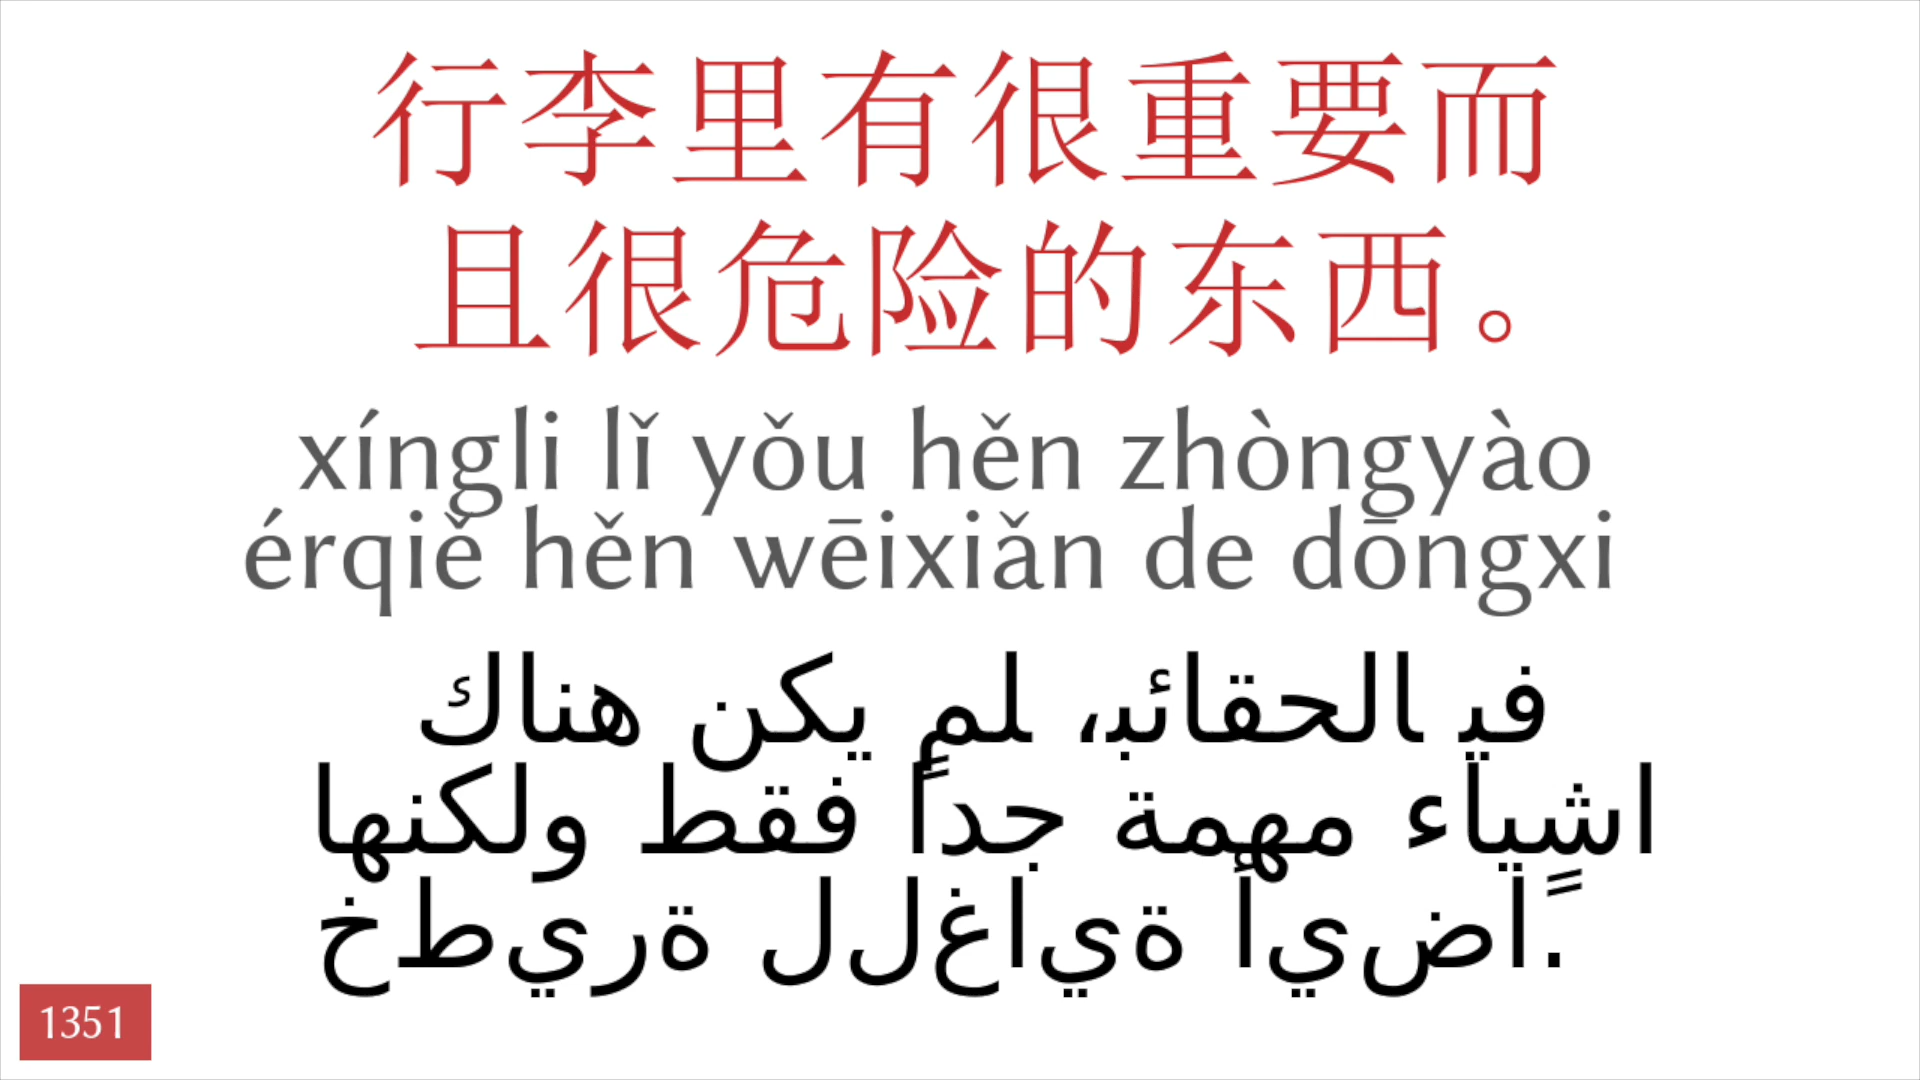 行李里有很重要而
且很危险的东西。
xíngli lǐ yǒu hěn zhòngyào
érqiě hěn wēixiǎn de dōngxi
في الحقائب، لم يكن هناك
اشياء مهمة جداً فقط ولكنها
خطيرة للغاية أيضاً.
1351